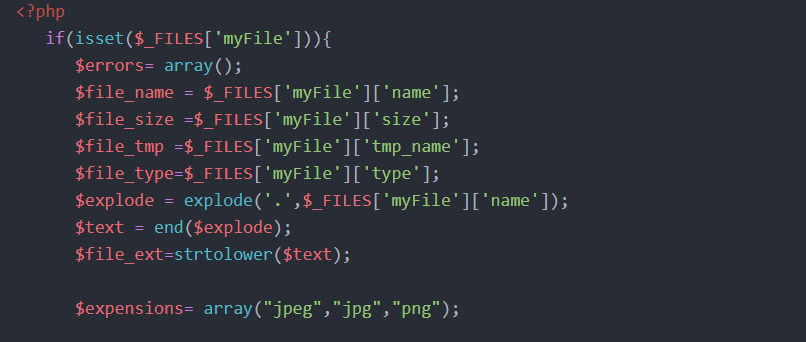 <?php
if(isset($_FILES['myFile'])){
$errors= array();
$file_name = $_FILES['myFile']['name'];
$file_size =$_FILES['myFile']['size'];
$file_tmp =$_FILES['myFile']['tmp_name'];
$file_type=$_FILES['myFile']['type'];
$explode = explode('.',$_FILES['myFile']['name']);
$text = end($explode);
$file_ext=strtolower($text);
$expensions= array("jpeg","jpg","png");